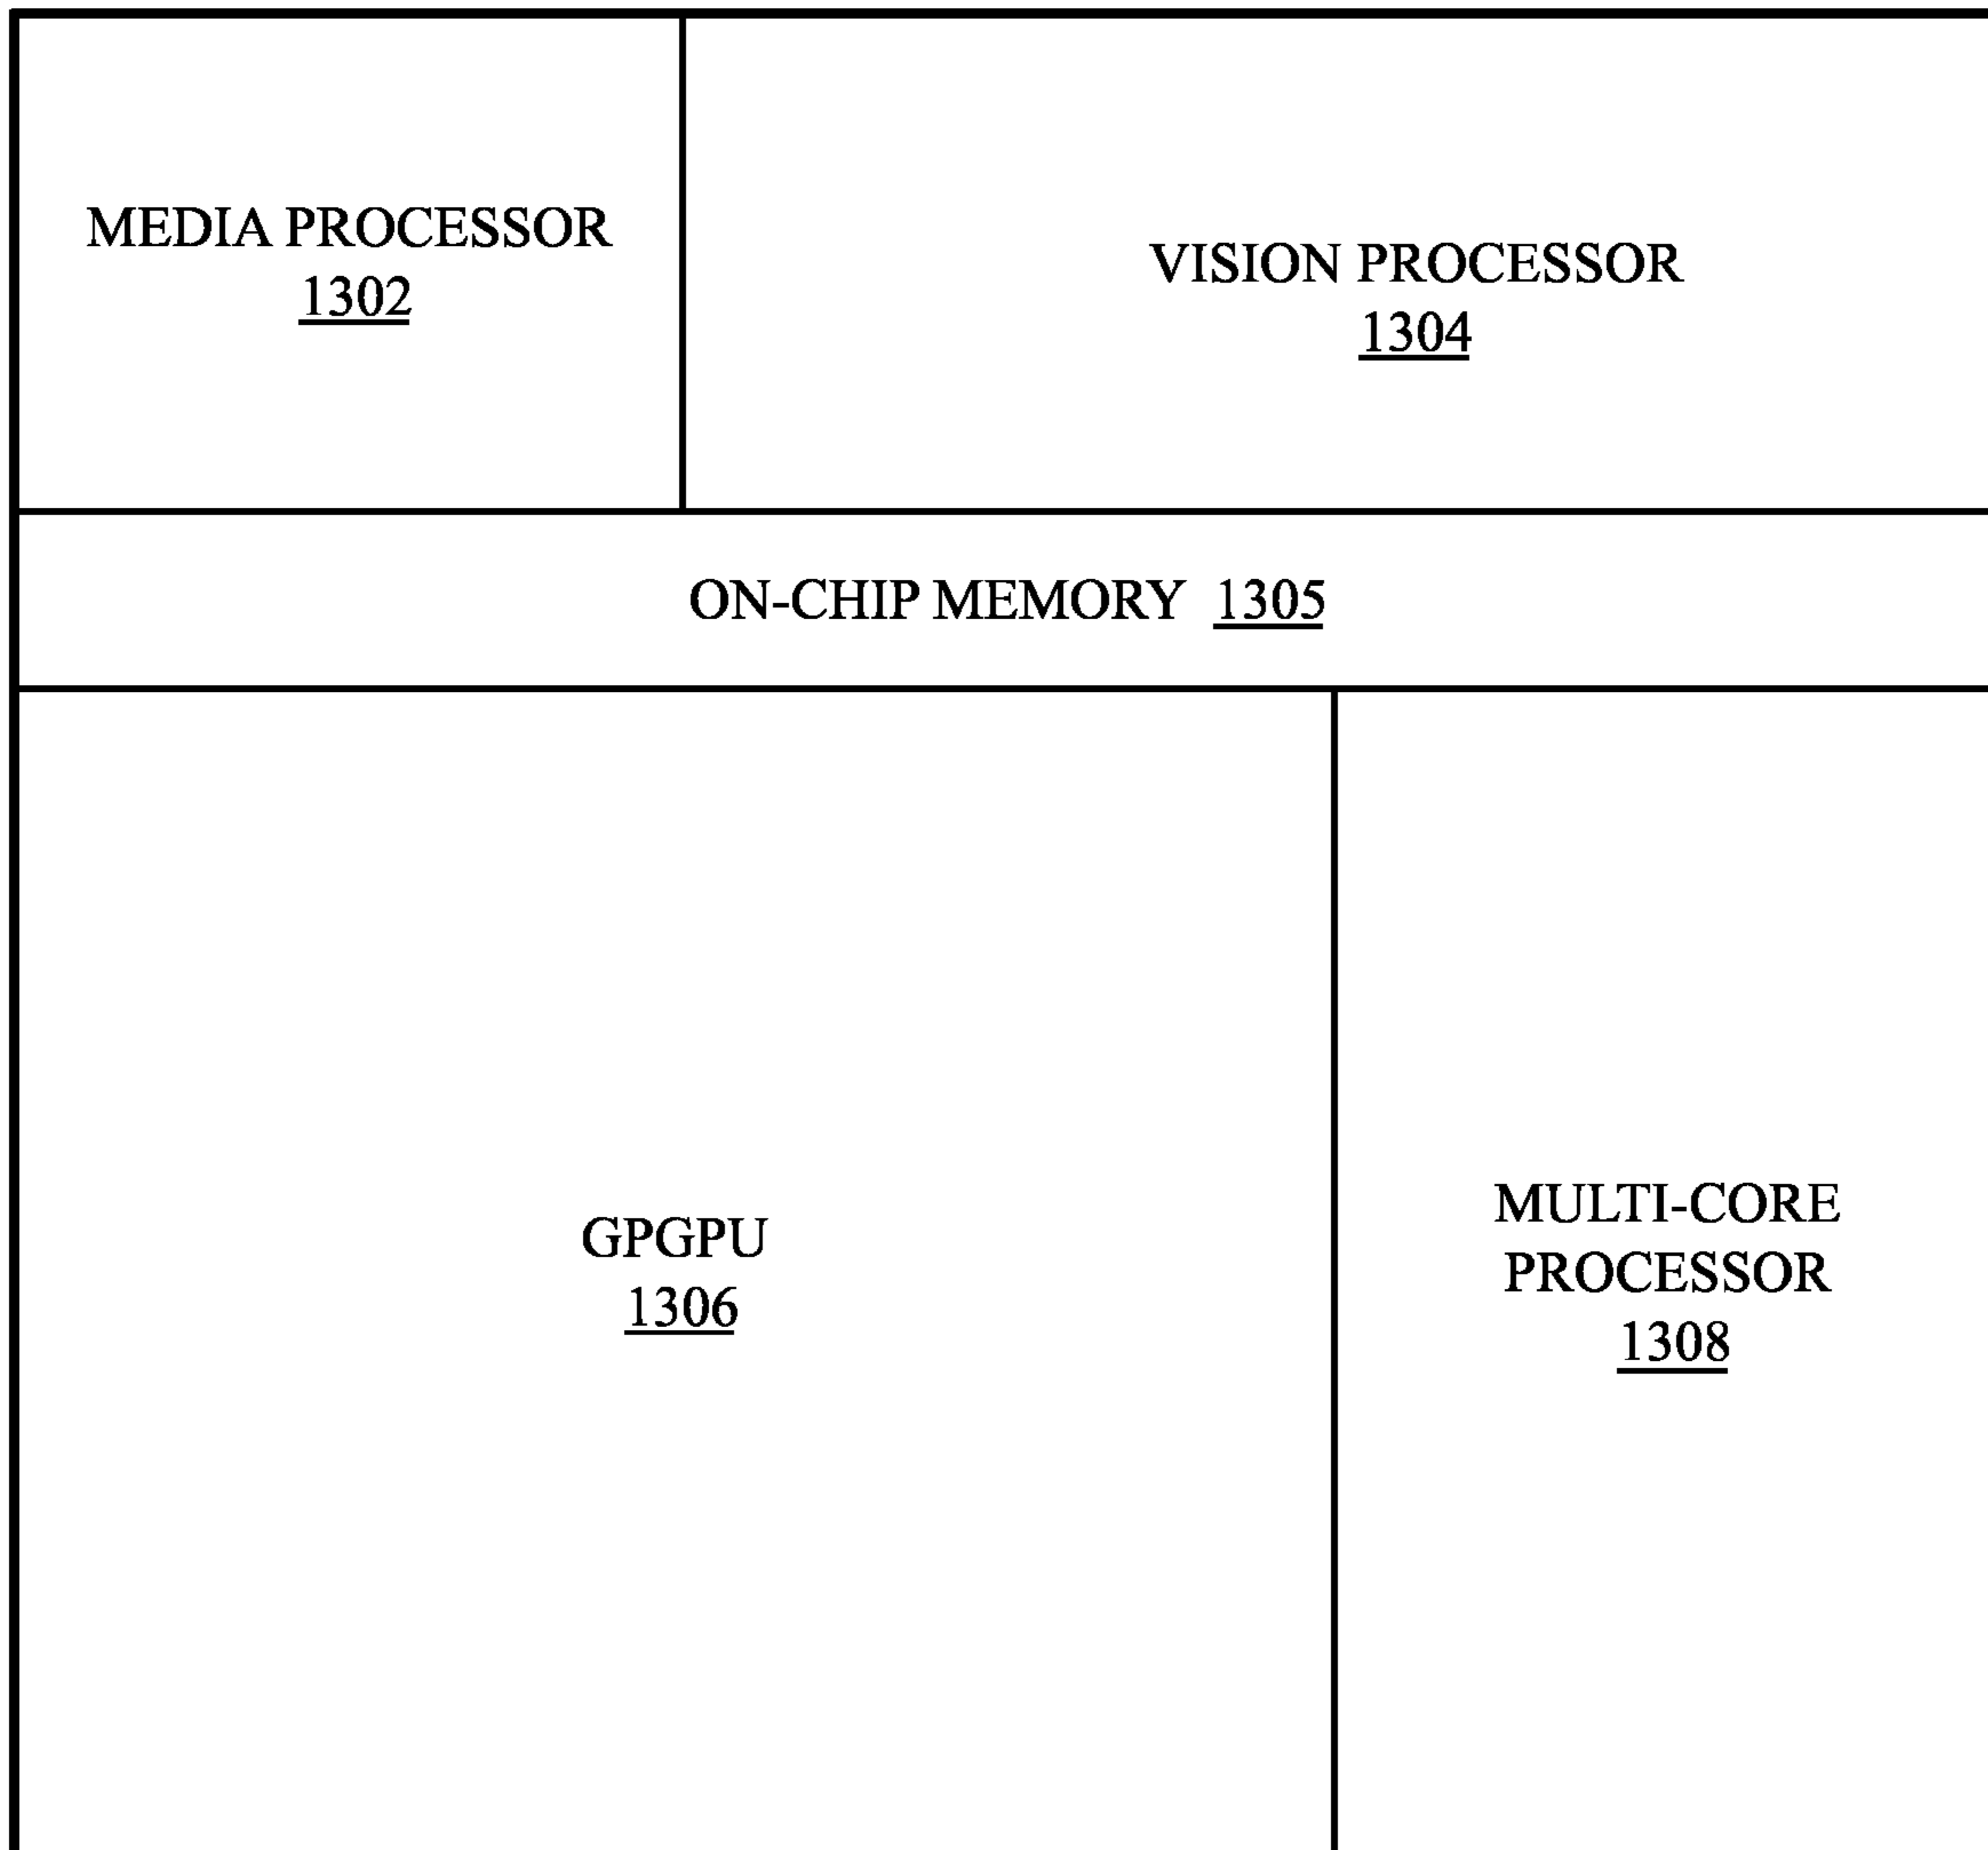 MEDIA PROCESSOR
1302
VISION PROCESSOR
1304
ON-CHIP MEMORY 1305
GPGPU
1306
MULTI-CORE
PROCESSOR
1308